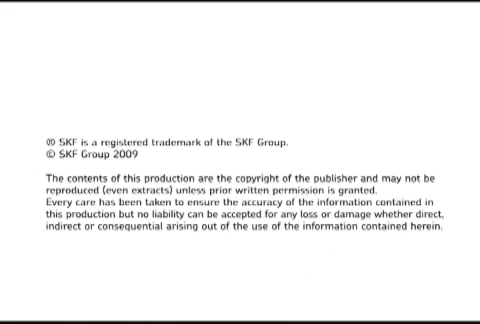 ® SKF is a registered trademark of the SKF Group.
© SKF Group 2009
The contents of this production are the copyright of the publisher and may not be
reproduced (even extracts) unless prior written permission is granted.
Every care has been taken to ensure the accuracy of the information contained in
this production but no liability can be accepted for any loss or damage whether direct,
indirect or consequential arising out of the use of the information contained herein.